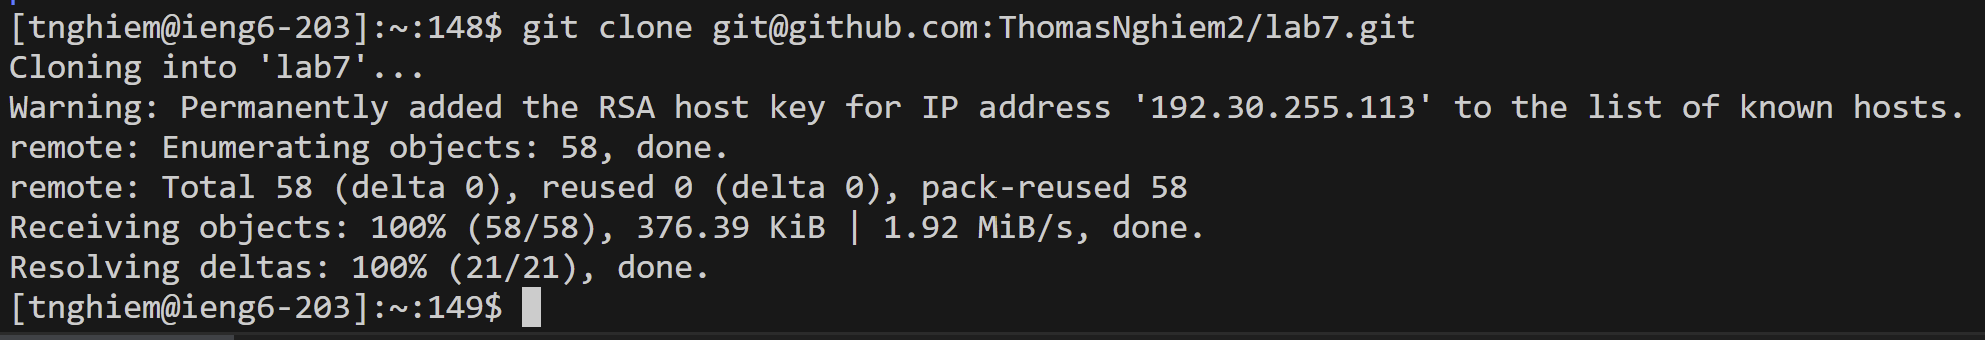 [tnghiem@ieng6-203]:~:148$ git clone git@github.com:ThomasNghiem2/lab7.git
Cloning into 'lab7'...
Warning: Permanently added the RSA host key for IP address '192.30.255.113' to the list of known hosts.
remote: Enumerating objects: 58, done.
remote: Total 58 (delta 0), reused 0 (delta 0), pack-reused 58
Receiving objects: 100% (58/58), 376.39 KiB | 1.92 MiB/s, done.
Resolving deltas: 100% (21/21), done.
[tnghiem@ieng6-203]:~:149$